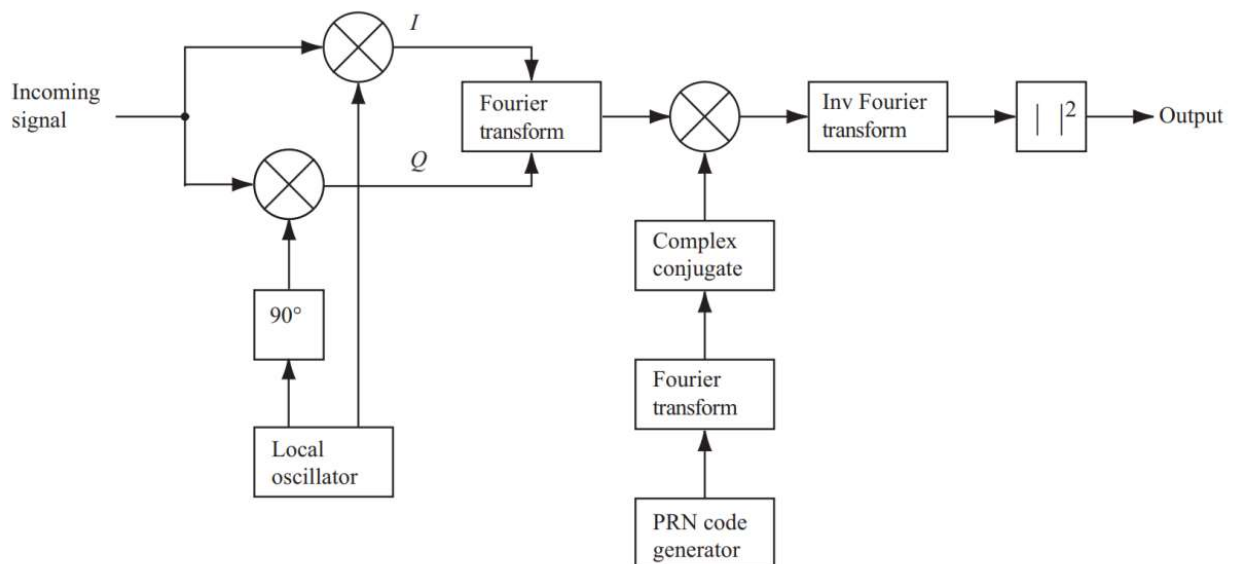 I
Incoming
signal
Fourier
transform
Inv Fourier
transform
| |²
Output
Q
Complex
conjugate
90°
Fourier
transform
Local
oscillator
PRN code
generator